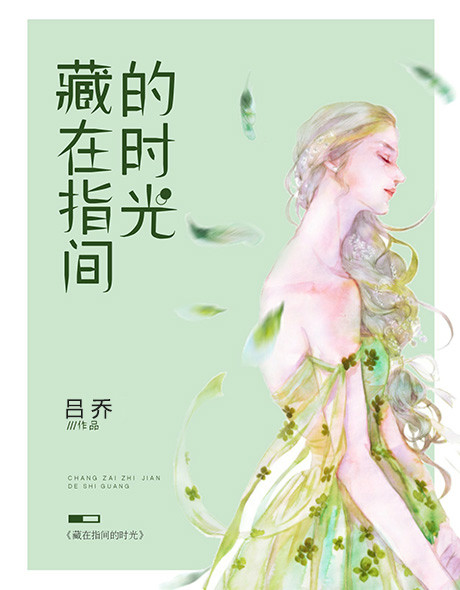 藏在指间
的时光
吕乔
///作品
CHANG ZAI ZHI JIAN
DE SHI GUANG
《藏在指间的时光》